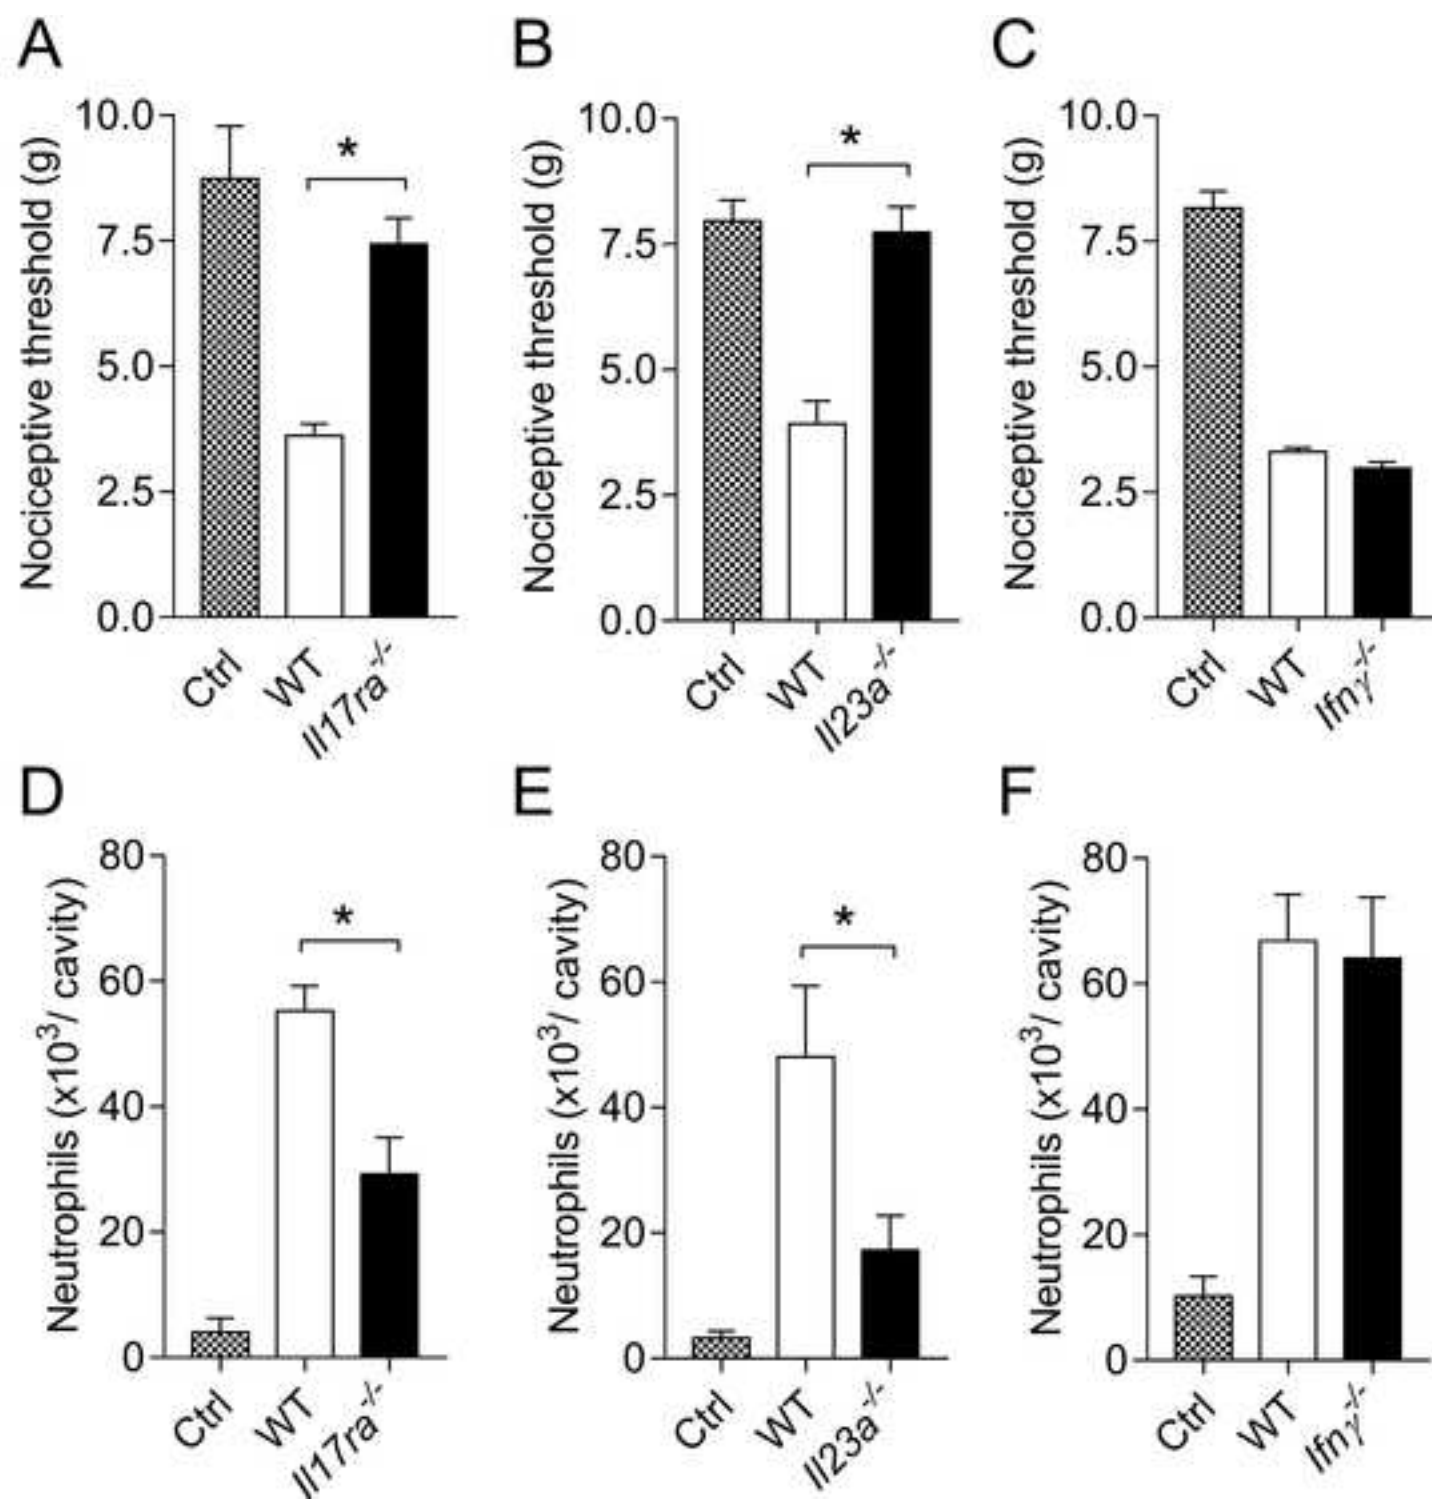 A
Nociceptive threshold (g)
10.0
7.5
5.0
2.5
0.0
*
Ctrl
WT
Il17ra-/-
B
Nociceptive threshold (g)
10.0
7.5
5.0
2.5
0.0
*
Ctrl
WT
Il23a-/-
C
Nociceptive threshold (g)
10.0
7.5
5.0
2.5
0.0
Ctrl
WT
Ifnγ-/-
D
Neutrophils (x10³/ cavity)
80
60
40
20
0
*
Ctrl
WT
Il17ra-/-
E
Neutrophils (x10³/ cavity)
80
60
40
20
0
*
Ctrl
WT
Il23a-/-
F
Neutrophils (x10³/ cavity)
80
60
40
20
0
Ctrl
WT
Ifnγ-/-